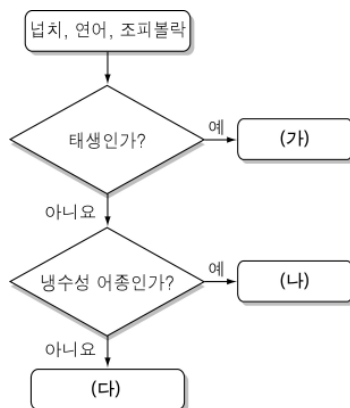 넙치, 연어, 조피볼락
태생인가?
예
(가)
아니요
냉수성 어종인가?
예
(나)
아니요
(다)